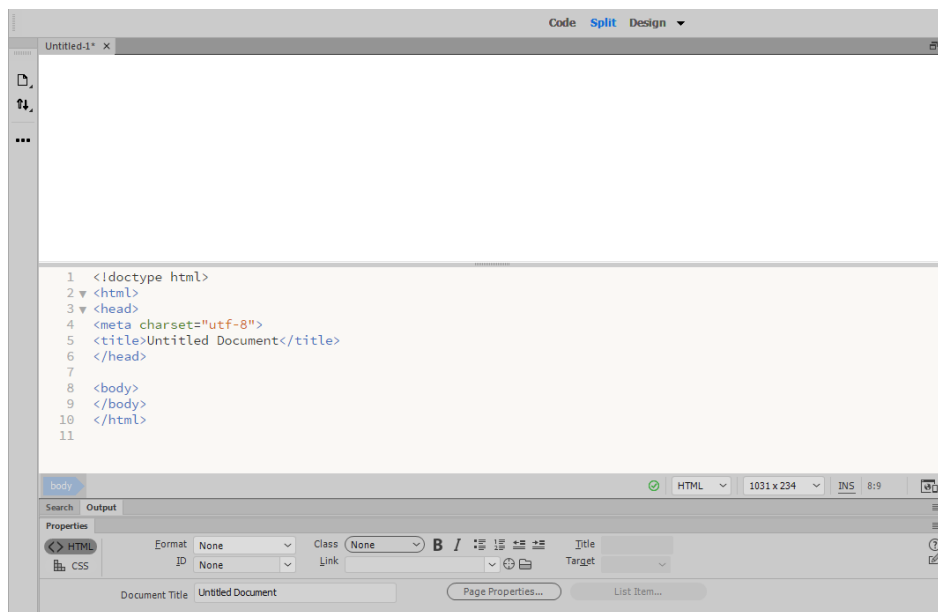 Code Split Design
Untitled-1* ×
1 <!doctype html>
2 <html>
3 <head>
4 <meta charset="utf-8">
5 <title>Untitled Document</title>
6 </head>
7
8 <body>
9 </body>
10 </html>
11
body HTML 1031 x 234 INS 8:9
Search Output
Properties
<> HTML Format None Class None B I Title
CSS ID None Link Target
Document Title Untitled Document Page Properties... List Item...